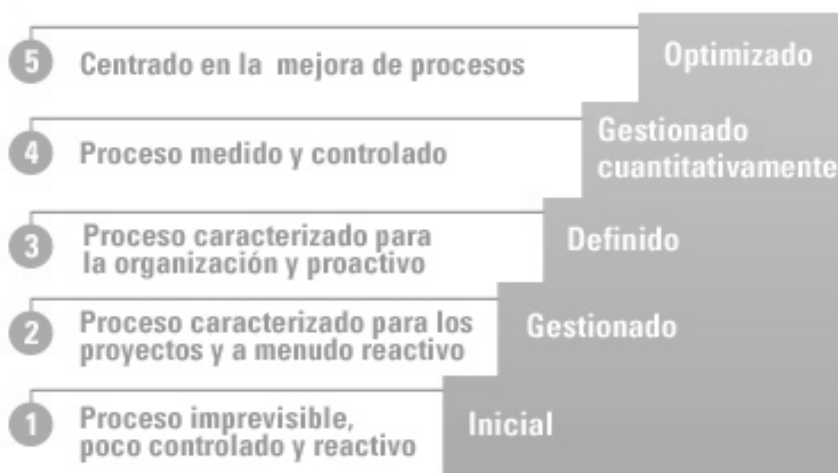 5
Centrado en la mejora de procesos
Optimizado
4
Proceso medido y controlado
Gestionado
cuantitativamente
3
Proceso caracterizado para
la organización y proactivo
Definido
2
Proceso caracterizado para los
proyectos y a menudo reactivo
Gestionado
1
Proceso imprevisible,
poco controlado y reactivo
Inicial